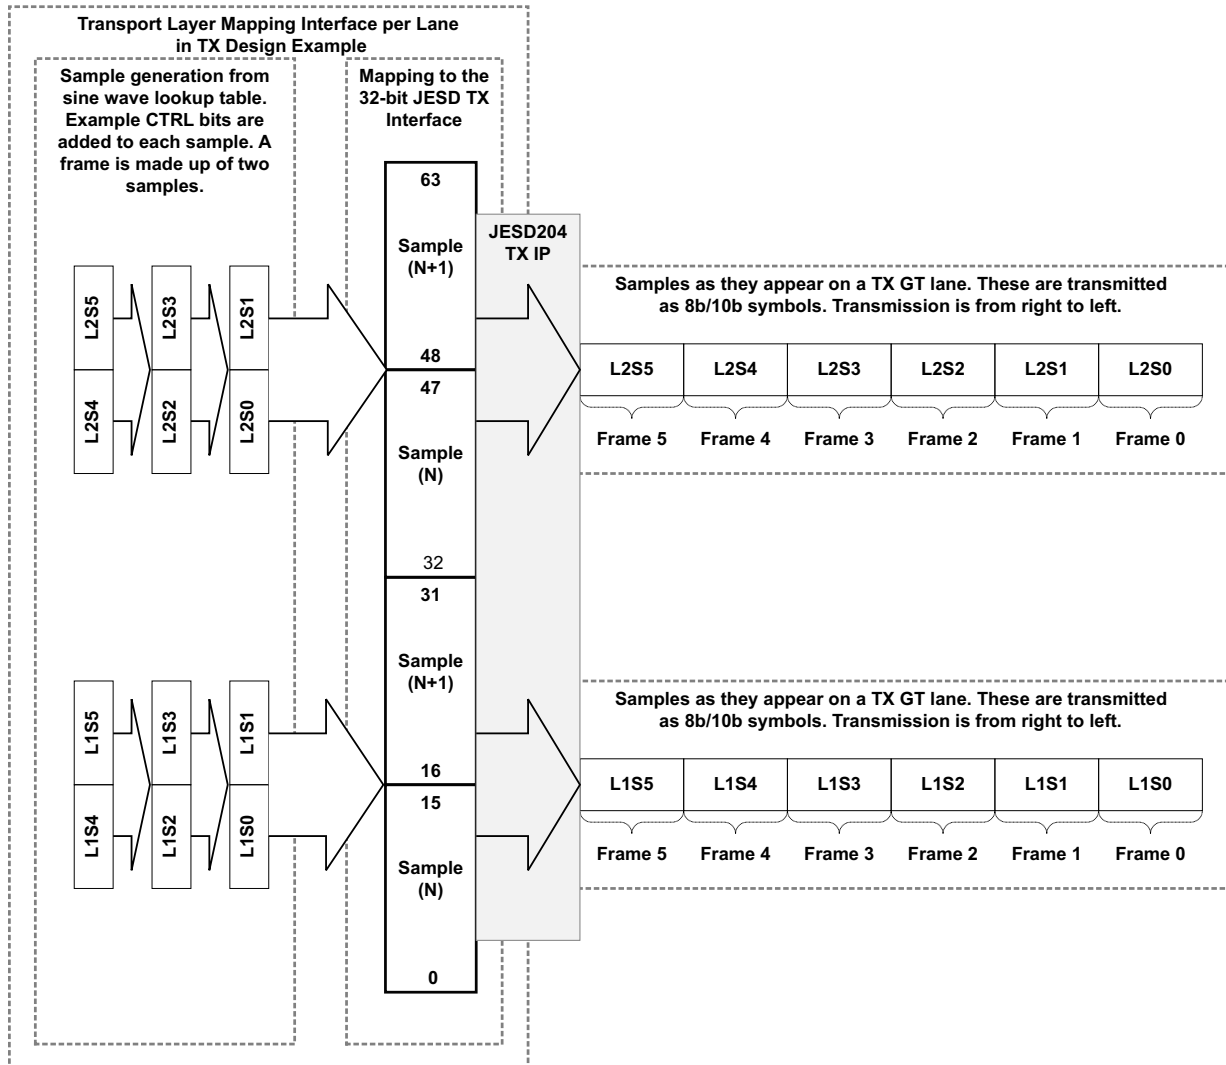 Transport Layer Mapping Interface per Lane
in TX Design Example
Sample generation from
sine wave lookup table.
Example CTRL bits are
added to each sample. A
frame is made up of two
samples.
Mapping to the
32-bit JESD TX
Interface
63
Sample
(N+1)
48
47
Sample
(N)
32
31
Sample
(N+1)
16
15
Sample
(N)
0
JESD204
TX IP
L2S5
L2S3
L2S1
L2S4
L2S2
L2S0
L1S5
L1S3
L1S1
L1S4
L1S2
L1S0
Samples as they appear on a TX GT lane. These are transmitted
as 8b/10b symbols. Transmission is from right to left.
L2S5 L2S4 L2S3 L2S2 L2S1 L2S0
Frame 5 Frame 4 Frame 3 Frame 2 Frame 1 Frame 0
Samples as they appear on a TX GT lane. These are transmitted
as 8b/10b symbols. Transmission is from right to left.
L1S5 L1S4 L1S3 L1S2 L1S1 L1S0
Frame 5 Frame 4 Frame 3 Frame 2 Frame 1 Frame 0